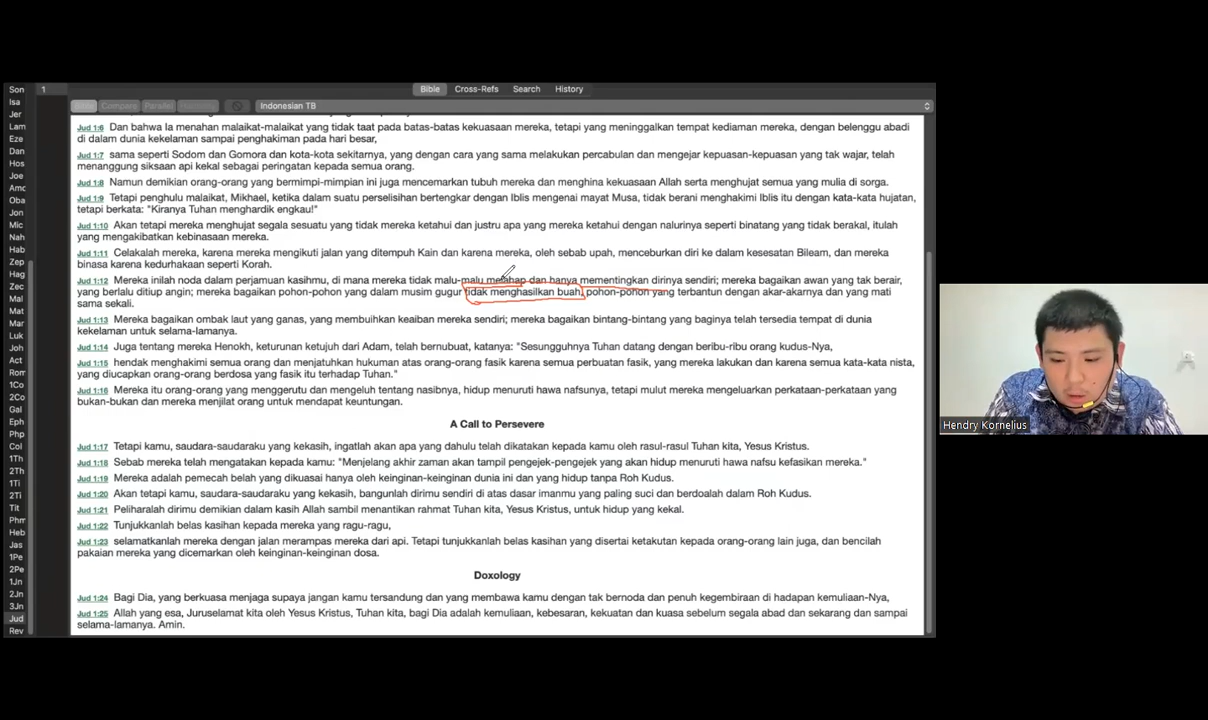 Bible Cross-Refs Search History
Son 1
Bible Compare Parallel Harmony Indonesian TB
Isa
Jer
Lam
Eze
Dan
Hos
Joe
Amo
Oba
Jon
Mic
Nah
Hab
Zep
Hag
Zec
Mal
Mat
Mar
Luk
Joh
Act
Rom
1Co
2Co
Gal
Eph
Php
Col
1Th
2Th
1Ti
2Ti
Tit
Phm
Heb
Jas
1Pe
2Pe
1Jn
2Jn
3Jn
Jud
Rev
Jud 1:6 Dan bahwa Ia menahan malaikat-malaikat yang tidak taat pada batas-batas kekuasaan mereka, tetapi yang meninggalkan tempat kediaman mereka, dengan belenggu abadi
di dalam dunia kekelaman sampai penghakiman pada hari besar,
Jud 1:7 sama seperti Sodom dan Gomora dan kota-kota sekitarnya, yang dengan cara yang sama melakukan percabulan dan mengejar kepuasan-kepuasan yang tak wajar, telah
menanggung siksaan api kekal sebagai peringatan kepada semua orang.
Jud 1:8 Namun demikian orang-orang yang bermimpi-mimpian ini juga mencemarkan tubuh mereka dan menghina kekuasaan Allah serta menghujat semua yang mulia di sorga.
Jud 1:9 Tetapi penghulu malaikat, Mikhael, ketika dalam suatu perselisihan bertengkar dengan Iblis mengenai mayat Musa, tidak berani menghakimi Iblis itu dengan kata-kata hujatan,
tetapi berkata: "Kiranya Tuhan menghardik engkau!"
Jud 1:10 Akan tetapi mereka menghujat segala sesuatu yang tidak mereka ketahui dan justru apa yang mereka ketahui dengan nalurinya seperti binatang yang tidak berakal, itulah
yang mengakibatkan kebinasaan mereka.
Jud 1:11 Celakalah mereka, karena mereka mengikuti jalan yang ditempuh Kain dan karena mereka, oleh sebab upah, menceburkan diri ke dalam kesesatan Bileam, dan mereka
binasa karena kedurhakaan seperti Korah.
Jud 1:12 Mereka inilah noda dalam perjamuan kasihmu, di mana mereka tidak malu-malu melahap dan hanya mementingkan dirinya sendiri; mereka bagaikan awan yang tak berair,
yang berlalu ditiup angin; mereka bagaikan pohon-pohon yang dalam musim gugur tidak menghasilkan buah, pohon-pohon yang terbantun dengan akar-akarnya dan yang mati
sama sekali.
Jud 1:13 Mereka bagaikan ombak laut yang ganas, yang membuihkan keaiban mereka sendiri; mereka bagaikan bintang-bintang yang baginya telah tersedia tempat di dunia
kekelaman untuk selama-lamanya.
Jud 1:14 Juga tentang mereka Henokh, keturunan ketujuh dari Adam, telah bernubuat, katanya: "Sesungguhnya Tuhan datang dengan beribu-ribu orang kudus-Nya,
Jud 1:15 hendak menghakimi semua orang dan menjatuhkan hukuman atas orang-orang fasik karena semua perbuatan fasik, yang mereka lakukan dan karena semua kata-kata nista,
yang diucapkan orang-orang berdosa yang fasik itu terhadap Tuhan."
Jud 1:16 Mereka itu orang-orang yang menggerutu dan mengeluh tentang nasibnya, hidup menuruti hawa nafsunya, tetapi mulut mereka mengeluarkan perkataan-perkataan yang
bukan-bukan dan mereka menjilat orang untuk mendapat keuntungan.
A Call to Persevere
Jud 1:17 Tetapi kamu, saudara-saudaraku yang kekasih, ingatlah akan apa yang dahulu telah dikatakan kepada kamu oleh rasul-rasul Tuhan kita, Yesus Kristus.
Jud 1:18 Sebab mereka telah mengatakan kepada kamu: "Menjelang akhir zaman akan tampil pengejek-pengejek yang akan hidup menuruti hawa nafsu kefasikan mereka."
Jud 1:19 Mereka adalah pemecah belah yang dikuasai hanya oleh keinginan-keinginan dunia ini dan yang hidup tanpa Roh Kudus.
Jud 1:20 Akan tetapi kamu, saudara-saudaraku yang kekasih, bangunlah dirimu sendiri di atas dasar imanmu yang paling suci dan berdoalah dalam Roh Kudus.
Jud 1:21 Peliharalah dirimu demikian dalam kasih Allah sambil menantikan rahmat Tuhan kita, Yesus Kristus, untuk hidup yang kekal.
Jud 1:22 Tunjukkanlah belas kasihan kepada mereka yang ragu-ragu,
Jud 1:23 selamatkanlah mereka dengan jalan merampas mereka dari api. Tetapi tunjukkanlah belas kasihan yang disertai ketakutan kepada orang-orang lain juga, dan bencilah
pakaian mereka yang dicemarkan oleh keinginan-keinginan dosa.
Doxology
Jud 1:24 Bagi Dia, yang berkuasa menjaga supaya jangan kamu tersandung dan yang membawa kamu dengan tak bernoda dan penuh kegembiraan di hadapan kemuliaan-Nya,
Jud 1:25 Allah yang esa, Juruselamat kita oleh Yesus Kristus, Tuhan kita, bagi Dia adalah kemuliaan, kebesaran, kekuatan dan kuasa sebelum segala abad dan sekarang dan sampai
selama-lamanya. Amin.
Hendry Kornelius